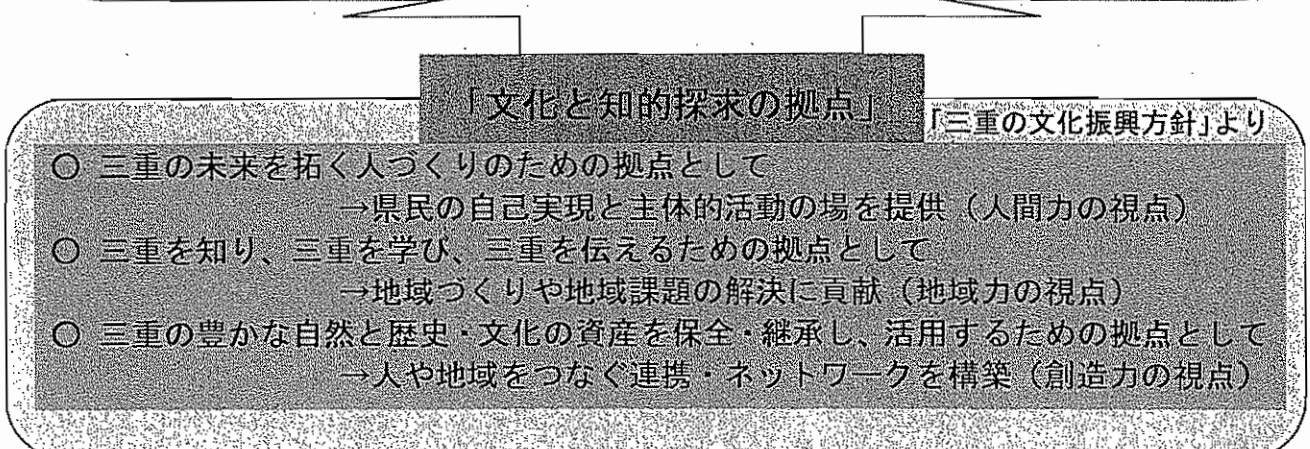 「文化と知的探求の拠点」
「三重の文化振興方針」より
○ 三重の未来を拓く人づくりのための拠点として
→県民の自己実現と主体的活動の場を提供（人間力の視点）
○ 三重を知り、三重を学び、三重を伝えるための拠点として
→地域づくりや地域課題の解決に貢献（地域力の視点）
○ 三重の豊かな自然と歴史・文化の資産を保全・継承し、活用するための拠点として
→人や地域をつなぐ連携・ネットワークを構築（創造力の視点）